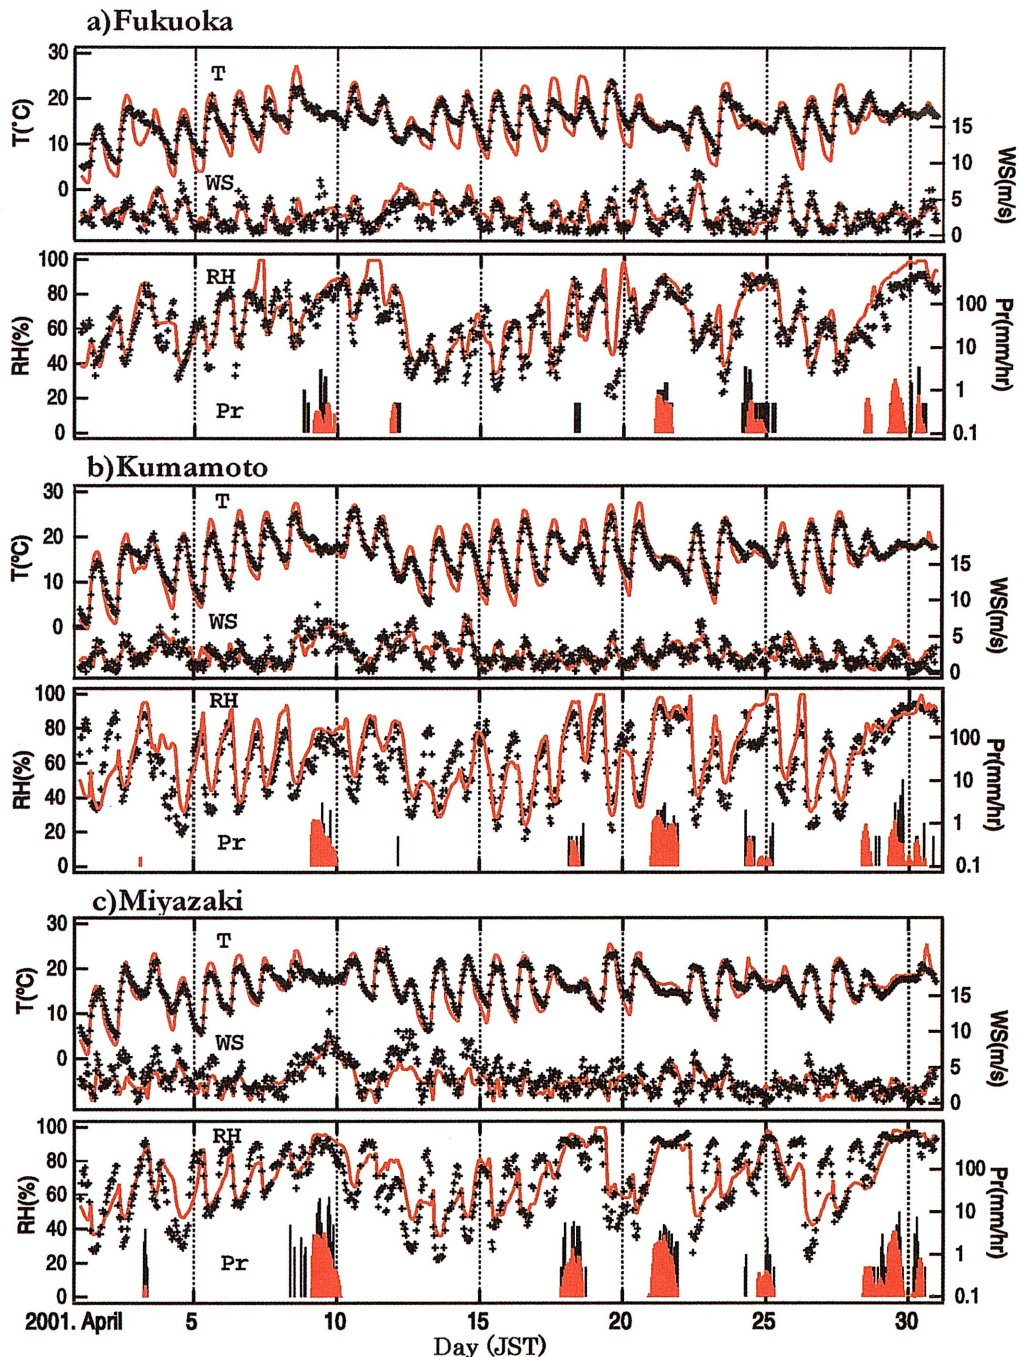 a)Fukuoka
30
20
10
0
T(°C)
T
WS
15
10
5
0
WS(m/s)
100
80
60
40
20
0
RH(%)
RH
Pr
100
10
1
0.1
Pr(mm/hr)
b)Kumamoto
30
20
10
0
T(°C)
T
WS
15
10
5
0
WS(m/s)
100
80
60
40
20
0
RH(%)
RH
Pr
100
10
1
0.1
Pr(mm/hr)
c)Miyazaki
30
20
10
0
T(°C)
T
WS
15
10
5
0
WS(m/s)
100
80
60
40
20
0
RH(%)
RH
Pr
100
10
1
0.1
Pr(mm/hr)
2001. April 5 10 15 20 25 30
Day (JST)